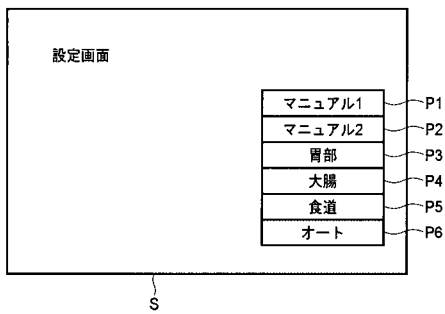 設定画面
マニュアル1 P1
マニュアル2 P2
胃部 P3
大腸 P4
食道 P5
オート P6
S